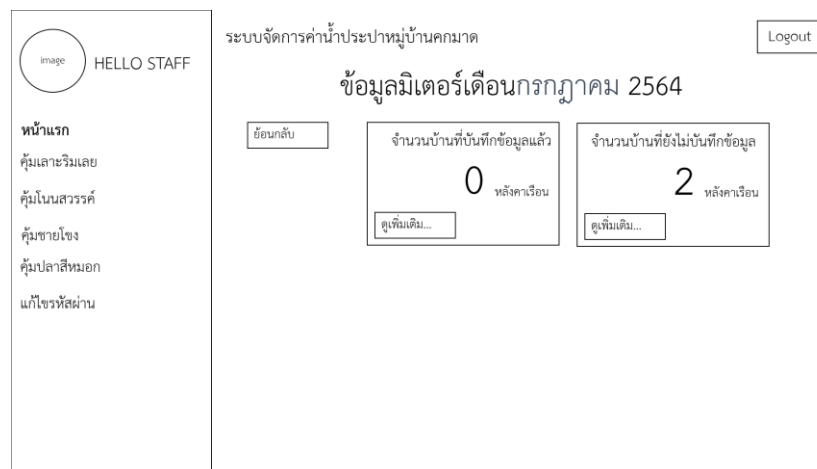 image
HELLO STAFF
หน้าแรก
คุ้มเลาะริมเลย
คุ้มโนนสวรรค์
คุ้มชายโขง
คุ้มปลาสีหมอก
แก้ไขรหัสผ่าน
ระบบจัดการค่าน้ำประปาหมู่บ้านคกมาด
Logout
ข้อมูลมิเตอร์เดือนกรกฎาคม 2564
ย้อนกลับ
จำนวนบ้านที่บันทึกข้อมูลแล้ว
0 หลังคาเรือน
ดูเพิ่มเติม...
จำนวนบ้านที่ยังไม่บันทึกข้อมูล
2 หลังคาเรือน
ดูเพิ่มเติม...